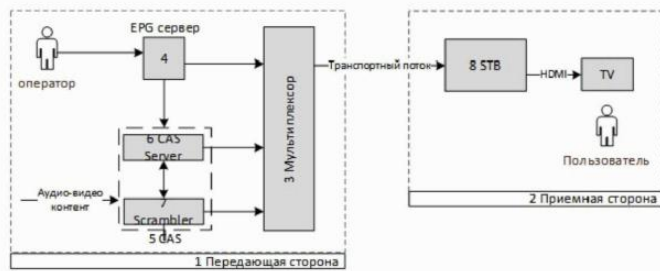 EPG сервер
4
оператор
6 CAS
Server
Аудио-видео
контент
7
Scrambler
5 CAS
3 Мультиплексор
1 Передающая сторона
Транспортный поток
8 STB
HDMI
TV
Пользователь
2 Приемная сторона